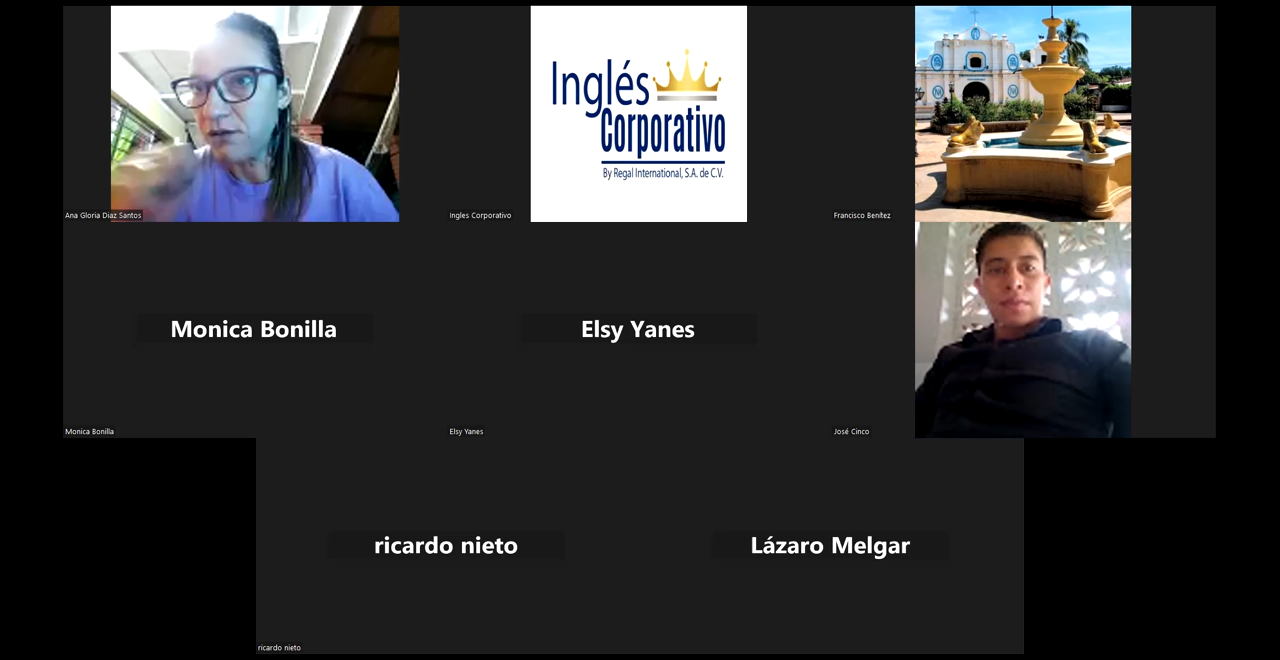 Inglés
Corporativo
By Regal International, S.A. de C.V.
Ana Gloria Diaz Santos
Ingles Corporativo
Francisco Benítez
Monica Bonilla
Elsy Yanes
Monica Bonilla
Elsy Yanes
José Cinco
ricardo nieto
Lázaro Melgar
ricardo nieto